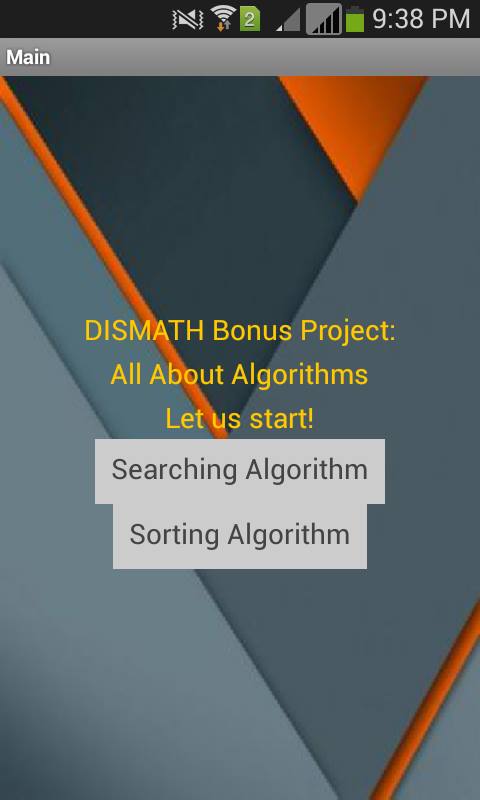 2
9:38 PM
Main
DISMATH Bonus Project:
All About Algorithms
Let us start!
Searching Algorithm
Sorting Algorithm